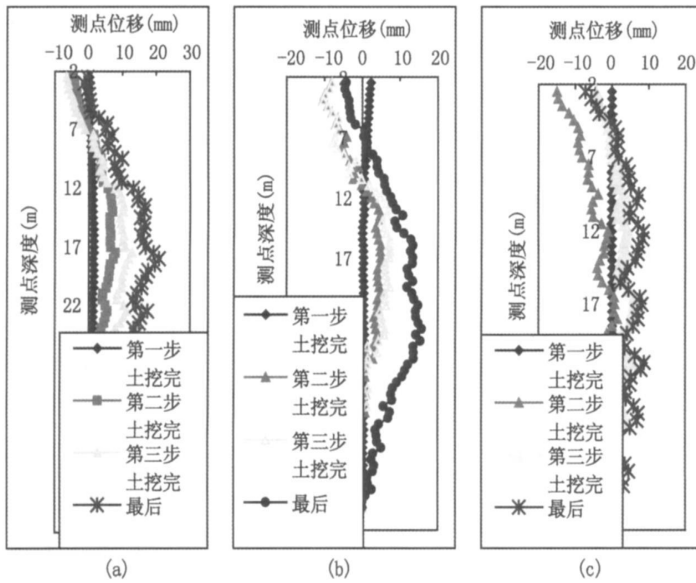 测点位移(mm)
-10 0 10 20 30
2
7
12
17
22
测点深度(m)
第一步
土挖完
第二步
土挖完
第三步
土挖完
最后
(a)
测点位移(mm)
-20 -10 0 10 20
7
12
17
测点深度(m)
第一步
土挖完
第二步
土挖完
第三步
土挖完
最后
(b)
测点位移(mm)
-20 -10 0 10 20
2
7
12
17
测点深度(m)
第一步
土挖完
第二步
土挖完
第三步
土挖完
最后
(c)